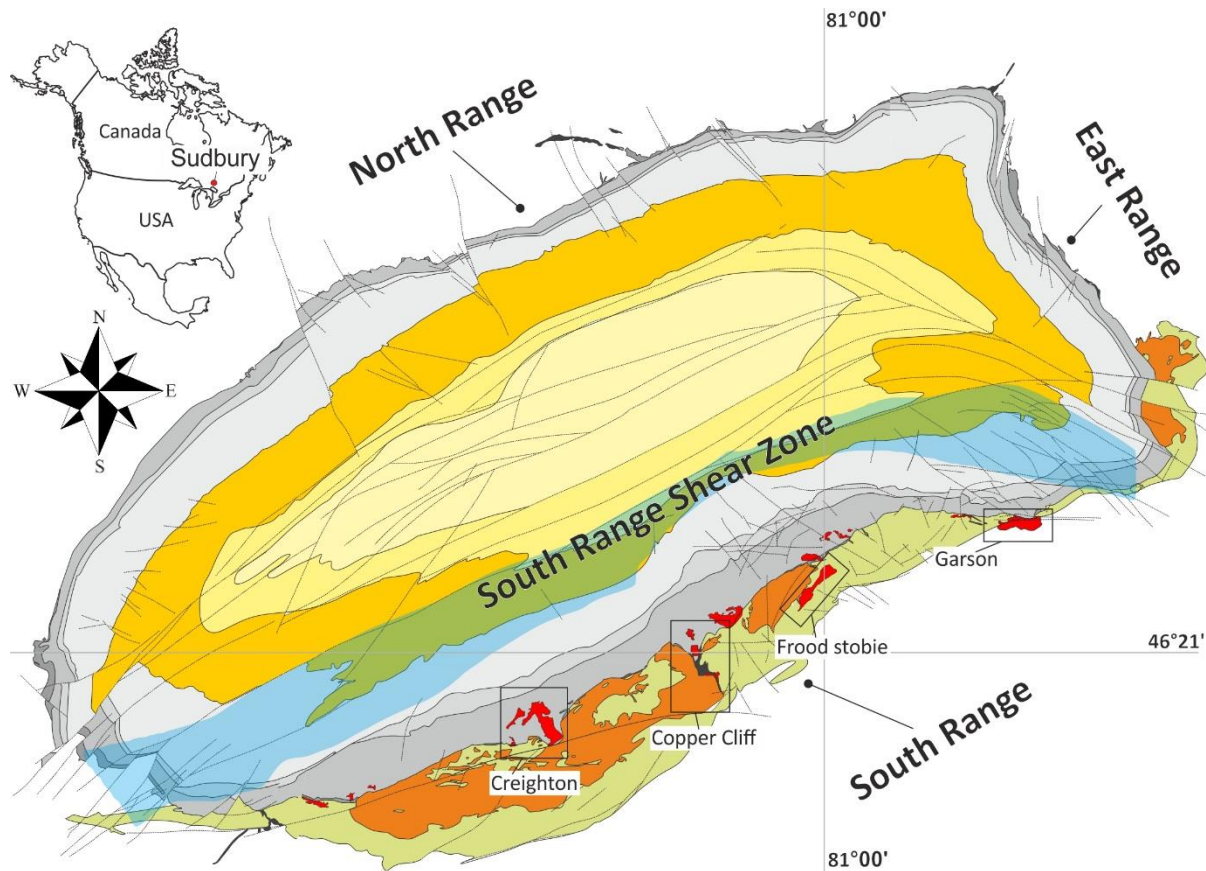 81°00'
Canada
Sudbury
USA
North Range
East Range
N
W
E
S
South Range Shear Zone
Garson
Frood stobie
46°21'
Copper Cliff
Creighton
South Range
81°00'